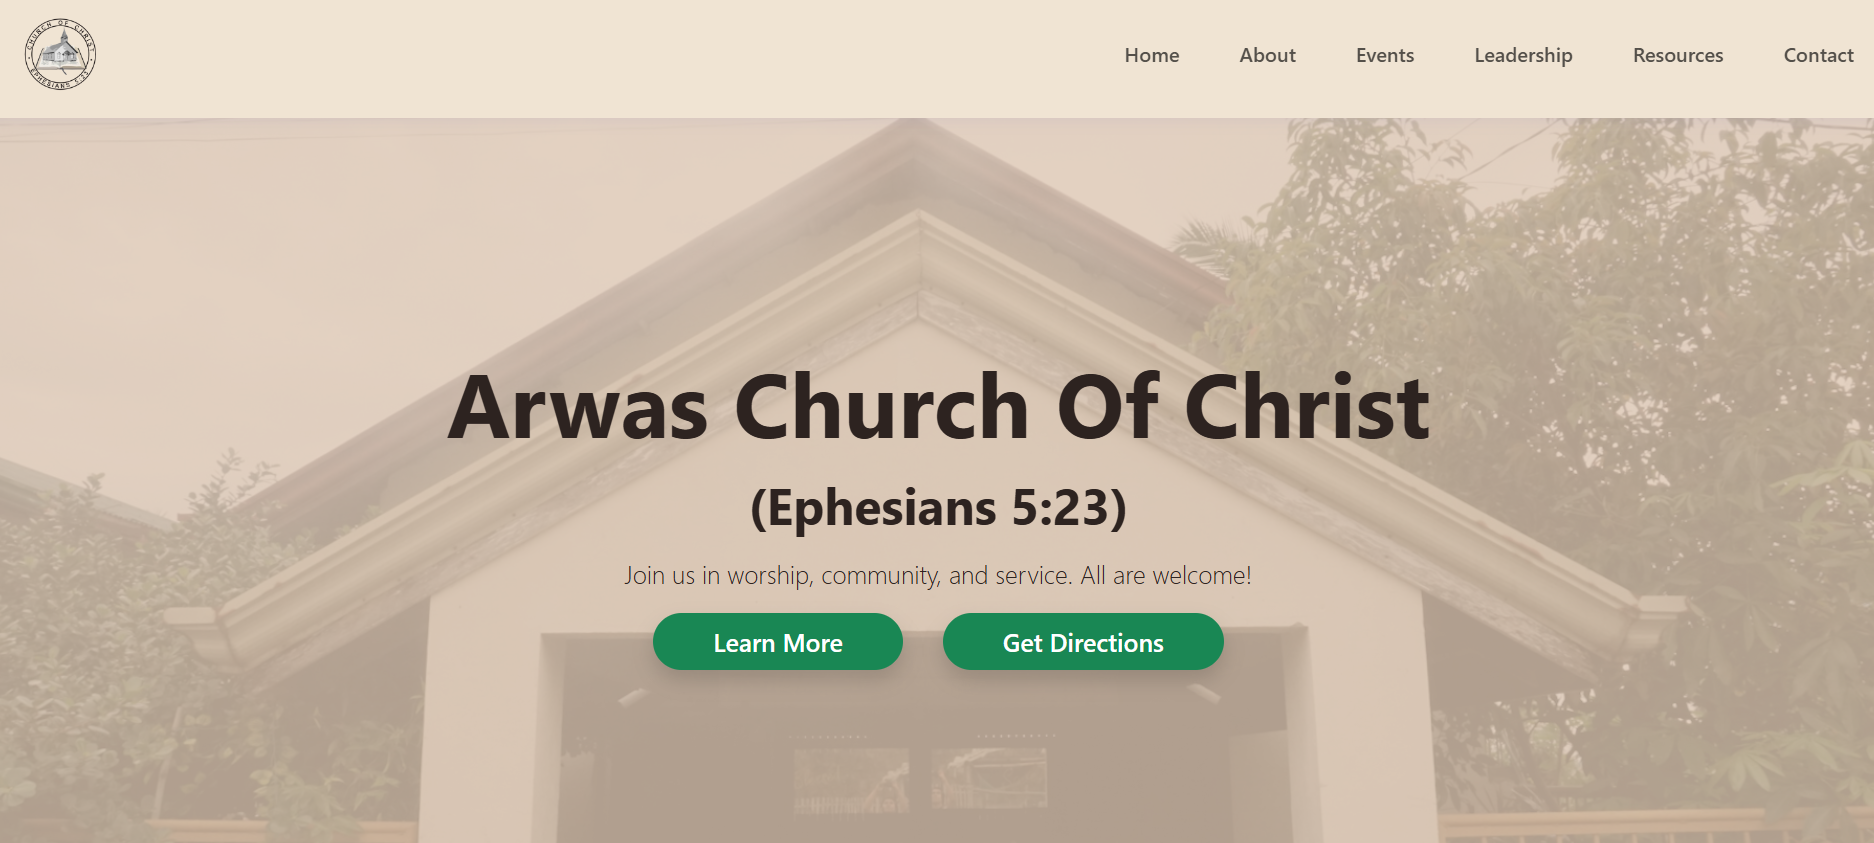 CHURCH OF CHRIST
EPHESIANS 5:23
Home
About
Events
Leadership
Resources
Contact
Arwas Church Of Christ
(Ephesians 5:23)
Join us in worship, community, and service. All are welcome!
Learn More
Get Directions